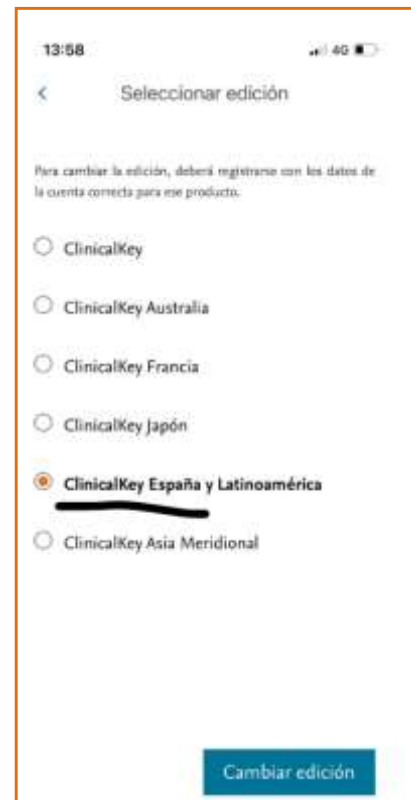 13:58
4G
Seleccionar edición
Para cambiar la edición, deberá registrarse con los datos de
la cuenta correcta para ese producto.
ClinicalKey
ClinicalKey Australia
ClinicalKey Francia
ClinicalKey Japón
ClinicalKey España y Latinoamérica
ClinicalKey Asia Meridional
Cambiar edición